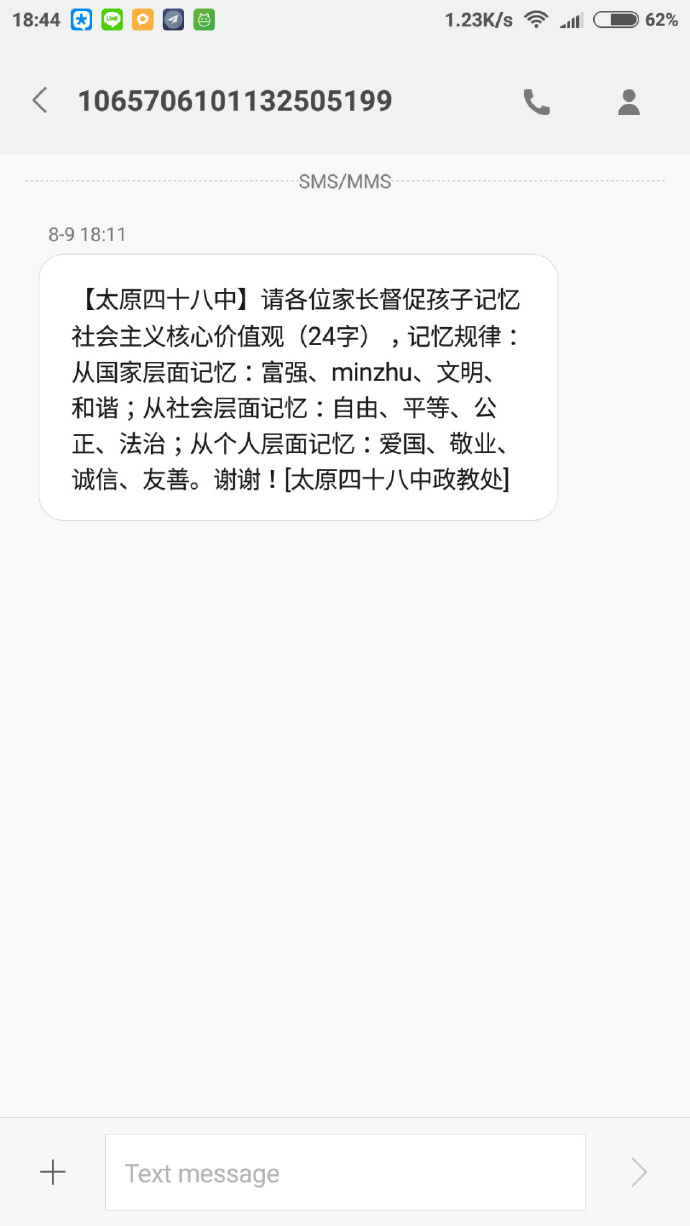 18:44
1.23K/s
62%
1065706101132505199
SMS/MMS
8-9 18:11
【太原四十八中】请各位家长督促孩子记忆
社会主义核心价值观（24字），记忆规律：
从国家层面记忆：富强、minzhu、文明、
和谐；从社会层面记忆：自由、平等、公
正、法治；从个人层面记忆：爱国、敬业、
诚信、友善。谢谢！[太原四十八中政教处]
Text message